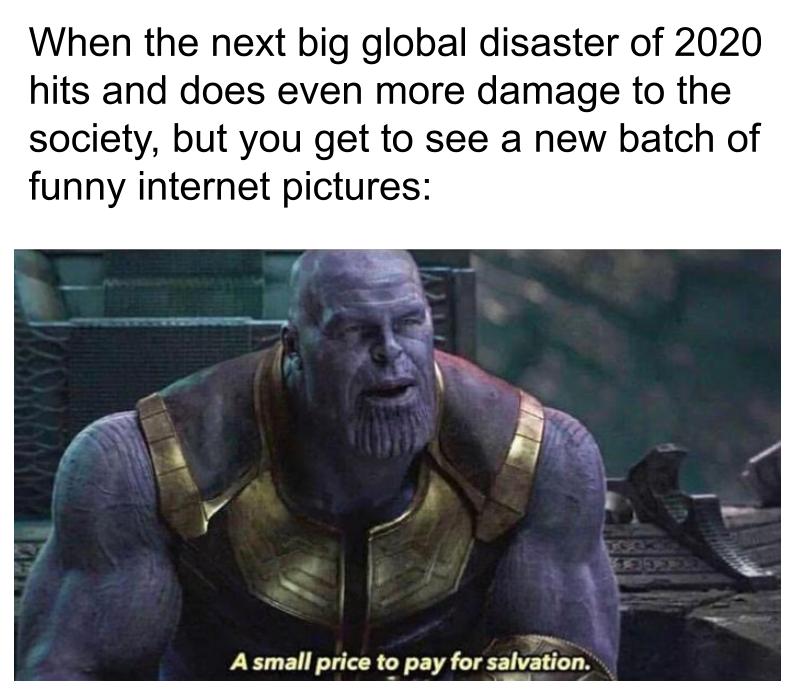 When the next big global disaster of 2020
hits and does even more damage to the
society, but you get to see a new batch of
funny internet pictures:
A small price to pay for salvation.